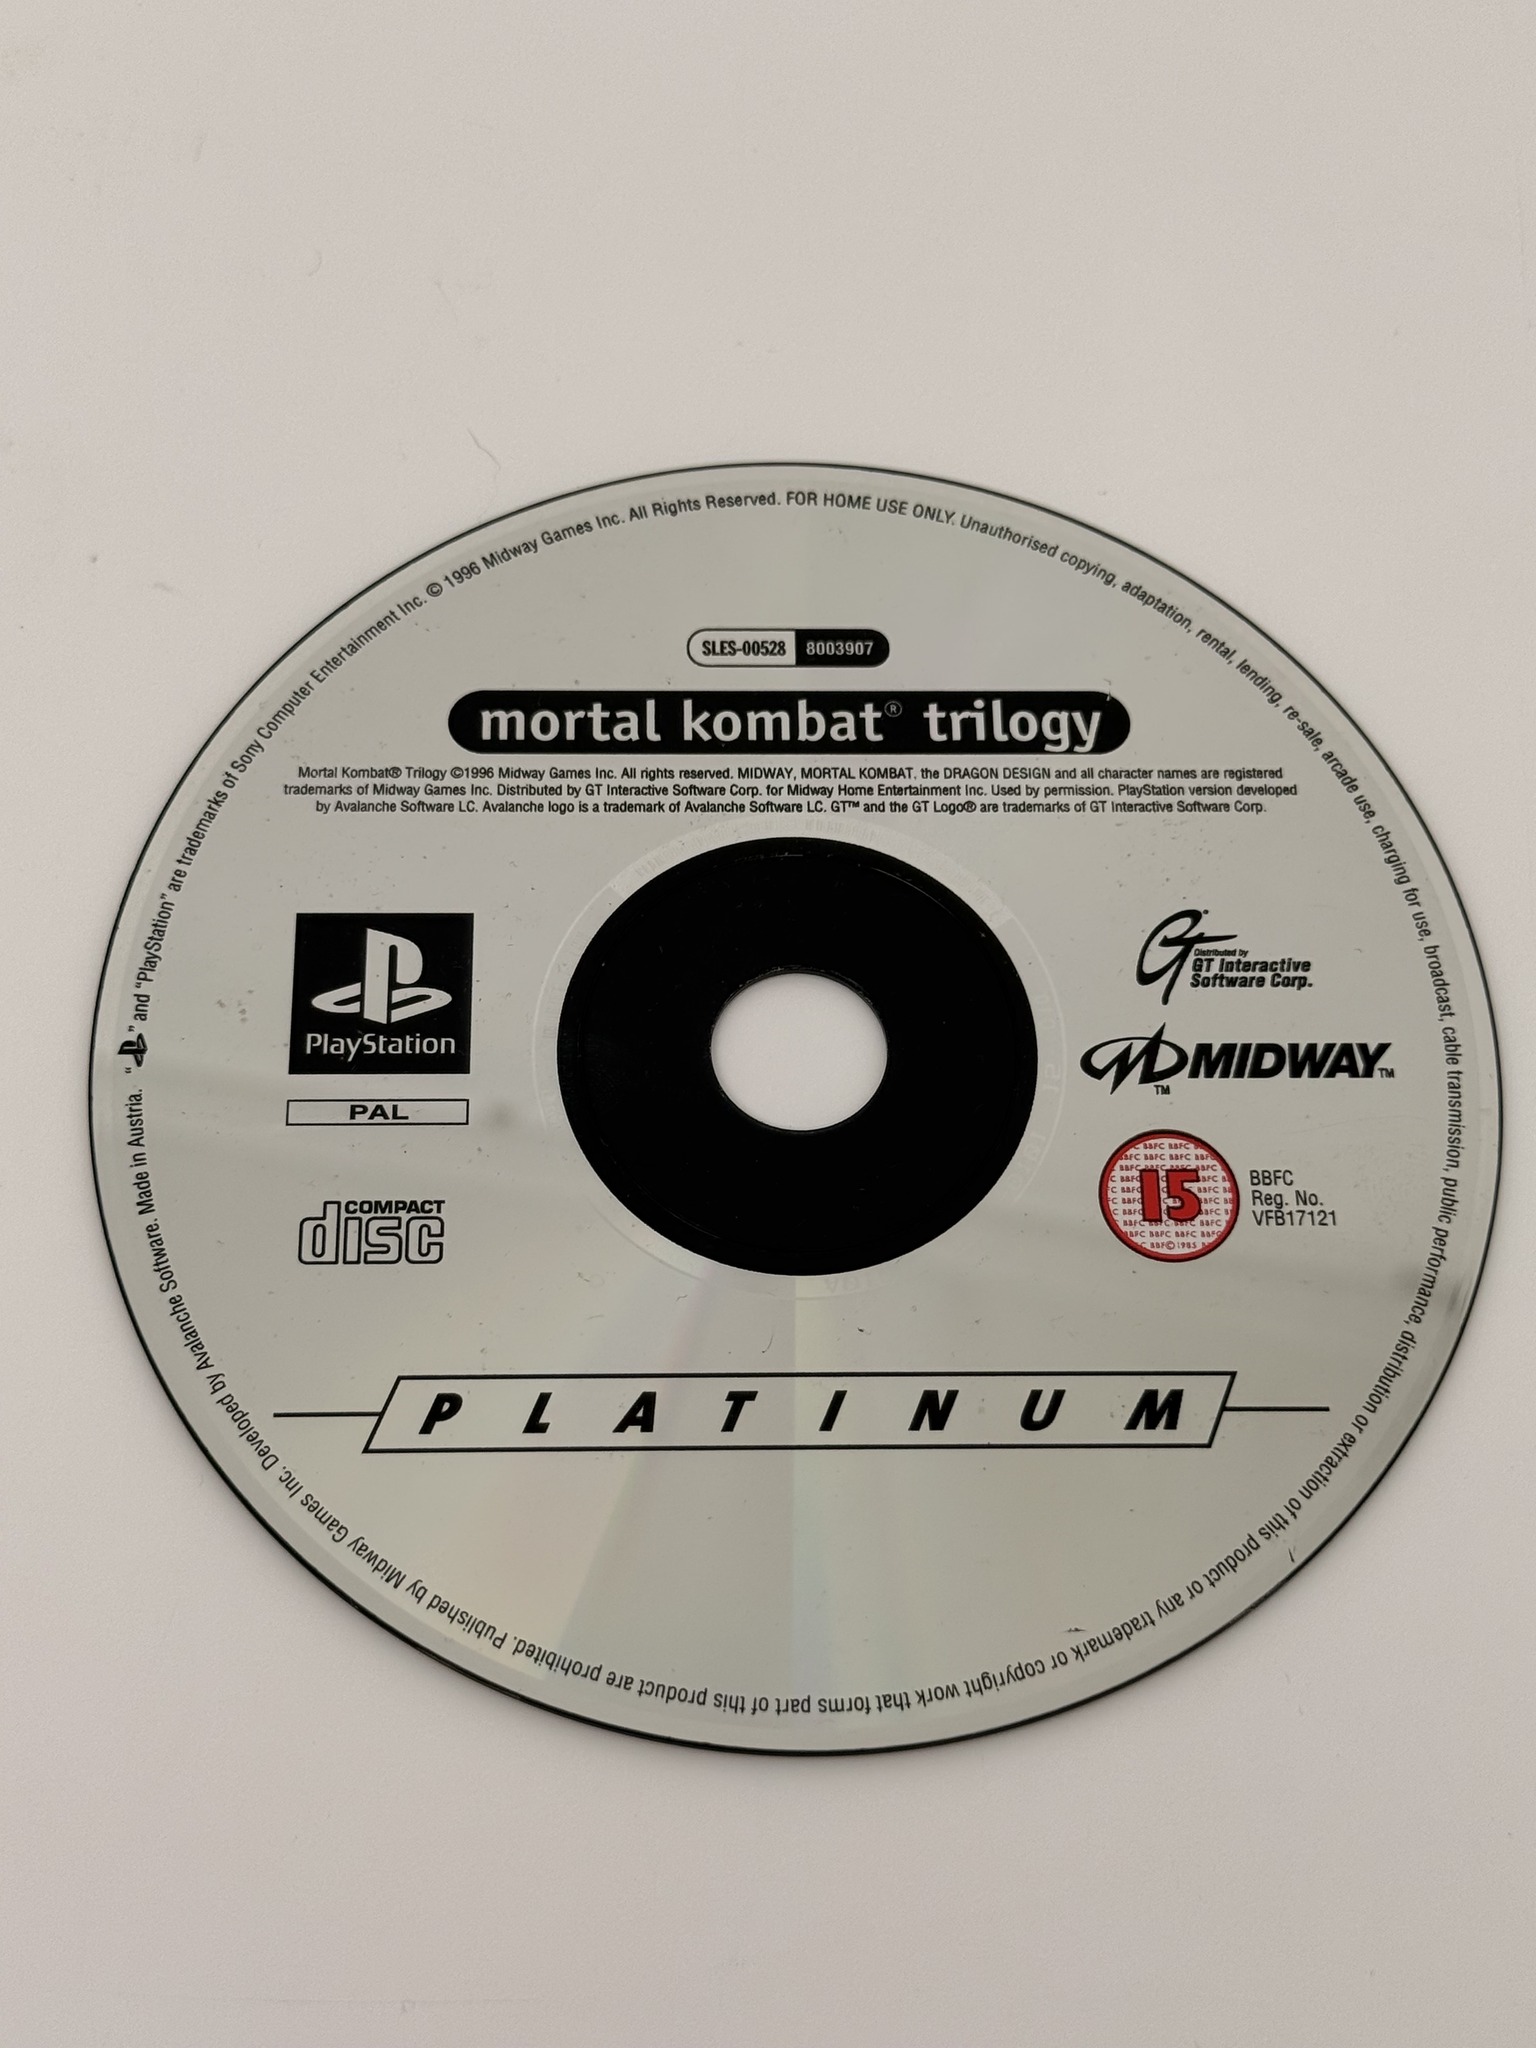 SLES-00528 8003907
mortal kombat® trilogy
Mortal Kombat® Trilogy ©1996 Midway Games Inc. All rights reserved. MIDWAY, MORTAL KOMBAT, the DRAGON DESIGN and all character names are registered
trademarks of Midway Games Inc. Distributed by GT Interactive Software Corp. for Midway Home Entertainment Inc. Used by permission. PlayStation version developed
by Avalanche Software LC. Avalanche logo is a trademark of Avalanche Software LC. GT™ and the GT Logo® are trademarks of GT Interactive Software Corp.
PlayStation
PAL
COMPACT
disc
GT
Distributed by
GT Interactive
Software Corp.
MIDWAY™
™
15
BBFC
Reg. No.
VFB17121
PLATINUM
" " and "PlayStation" are trademarks of Sony Computer Entertainment Inc. © 1996 Midway Games Inc. All Rights Reserved. FOR HOME USE ONLY. Unauthorised copying, adaptation, rental, lending, re-sale, arcade use, charging for use, broadcast, cable transmission, public performance, distribution or extraction of this product or any trademark or copyright work that forms part of this product are prohibited. Published by Midway Games Inc. Developed by Avalanche Software. Made in Austria.